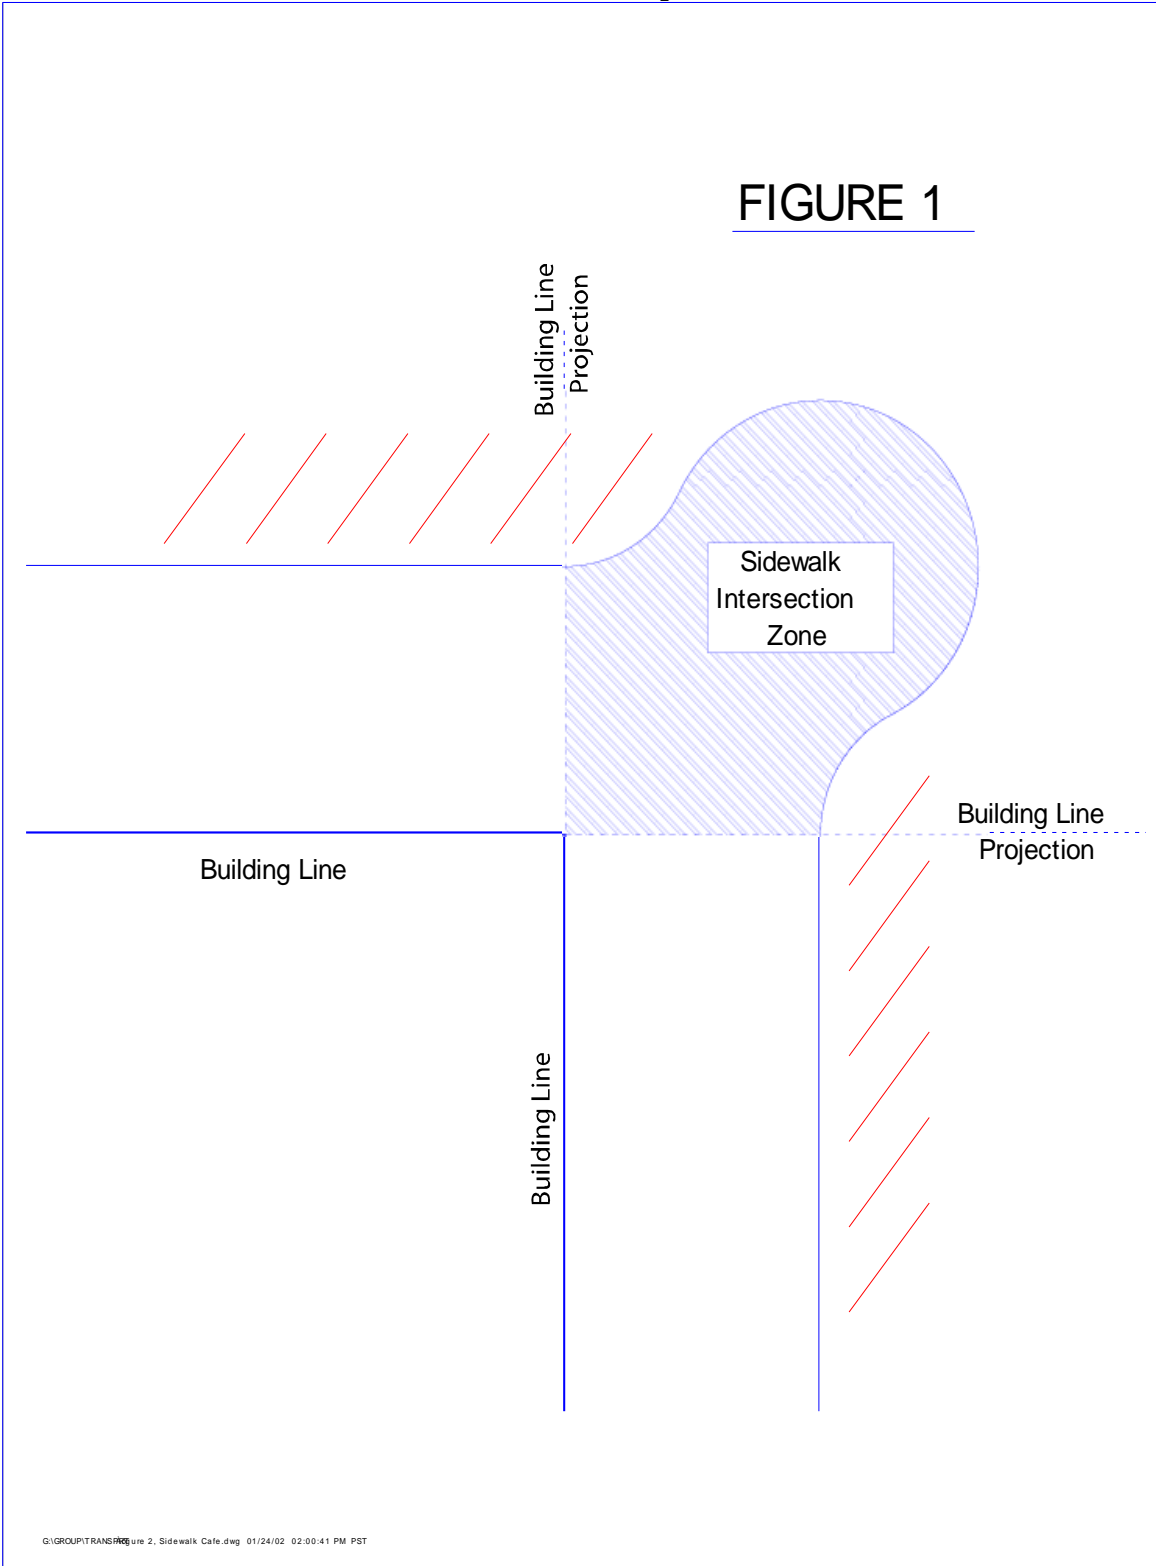 FIGURE 1
Building Line
Projection
Sidewalk
Intersection
Zone
Building Line
Projection
Building Line
Building Line
Figure 2, Sidewalk Cafe.dwg 01/24/02 02:00:41 PM PST